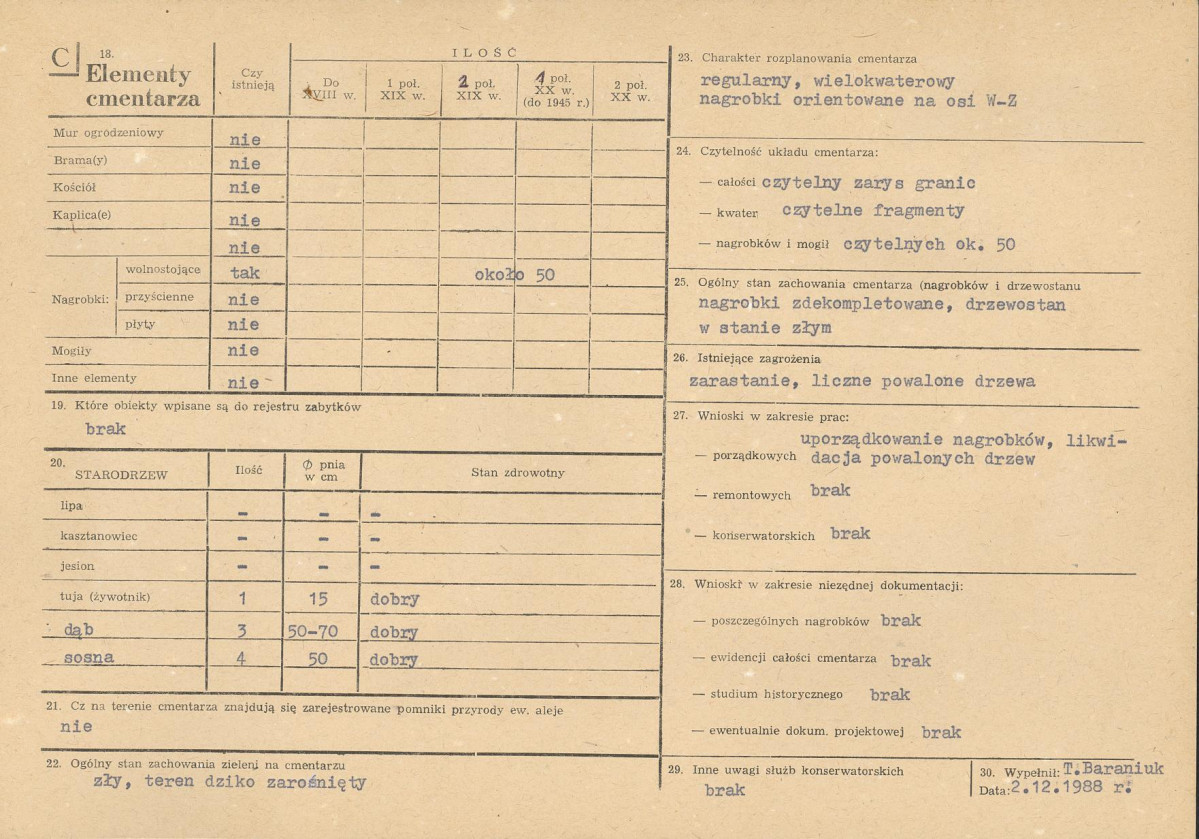 C
18.
Elementy
cmentarza
Czy
istnieją
ILOŚĆ
Do
XVIII w.
1 poł.
XIX w.
2 poł.
XIX w.
1 poł.
XX w.
(do 1945 r.)
2 poł.
XX w.
Mur ogrodzeniowy nie
Brama(y) nie
Kościół nie
Kaplica(e) nie
nie
Nagrobki:
wolnostojące tak około 50
przyścienne nie
płyty nie
Mogiły nie
Inne elementy nie
19. Które obiekty wpisane są do rejestru zabytków
brak
20.
STARODRZEW
Ilość
Φ pnia
w cm
Stan zdrowotny
lipa - - -
kasztanowiec - - -
jesion - - -
tuja (żywotnik) 1 15 dobry
dąb 3 50-70 dobry
sosna 4 50 dobry
21. Cz na terenie cmentarza znajdują się zarejestrowane pomniki przyrody ew. aleje
nie
22. Ogólny stan zachowania zieleni na cmentarzu
zły, teren dziko zarośnięty
23. Charakter rozplanowania cmentarza
regularny, wielokwaterowy
nagrobki orientowane na osi W-Z
24. Czytelność układu cmentarza:
— całości czytelny zarys granic
— kwater czytelne fragmenty
— nagrobków i mogił czytelnych ok. 50
25. Ogólny stan zachowania cmentarza (nagrobków i drzewostanu
nagrobki zdekompletowane, drzewostan
w stanie złym
26. Istniejące zagrożenia
zarastanie, liczne powalone drzewa
27. Wnioski w zakresie prac:
uporządkowanie nagrobków, likwi-
— porządkowych dacja powalonych drzew
— remontowych brak
— konserwatorskich brak
28. Wnioski w zakresie niezędnej dokumentacji:
— poszczególnych nagrobków brak
— ewidencji całości cmentarza brak
— studium historycznego brak
— ewentualnie dokum. projektowej brak
29. Inne uwagi służb konserwatorskich
brak
30. Wypełnił: T.Baraniuk
Data: 2.12.1988 r.